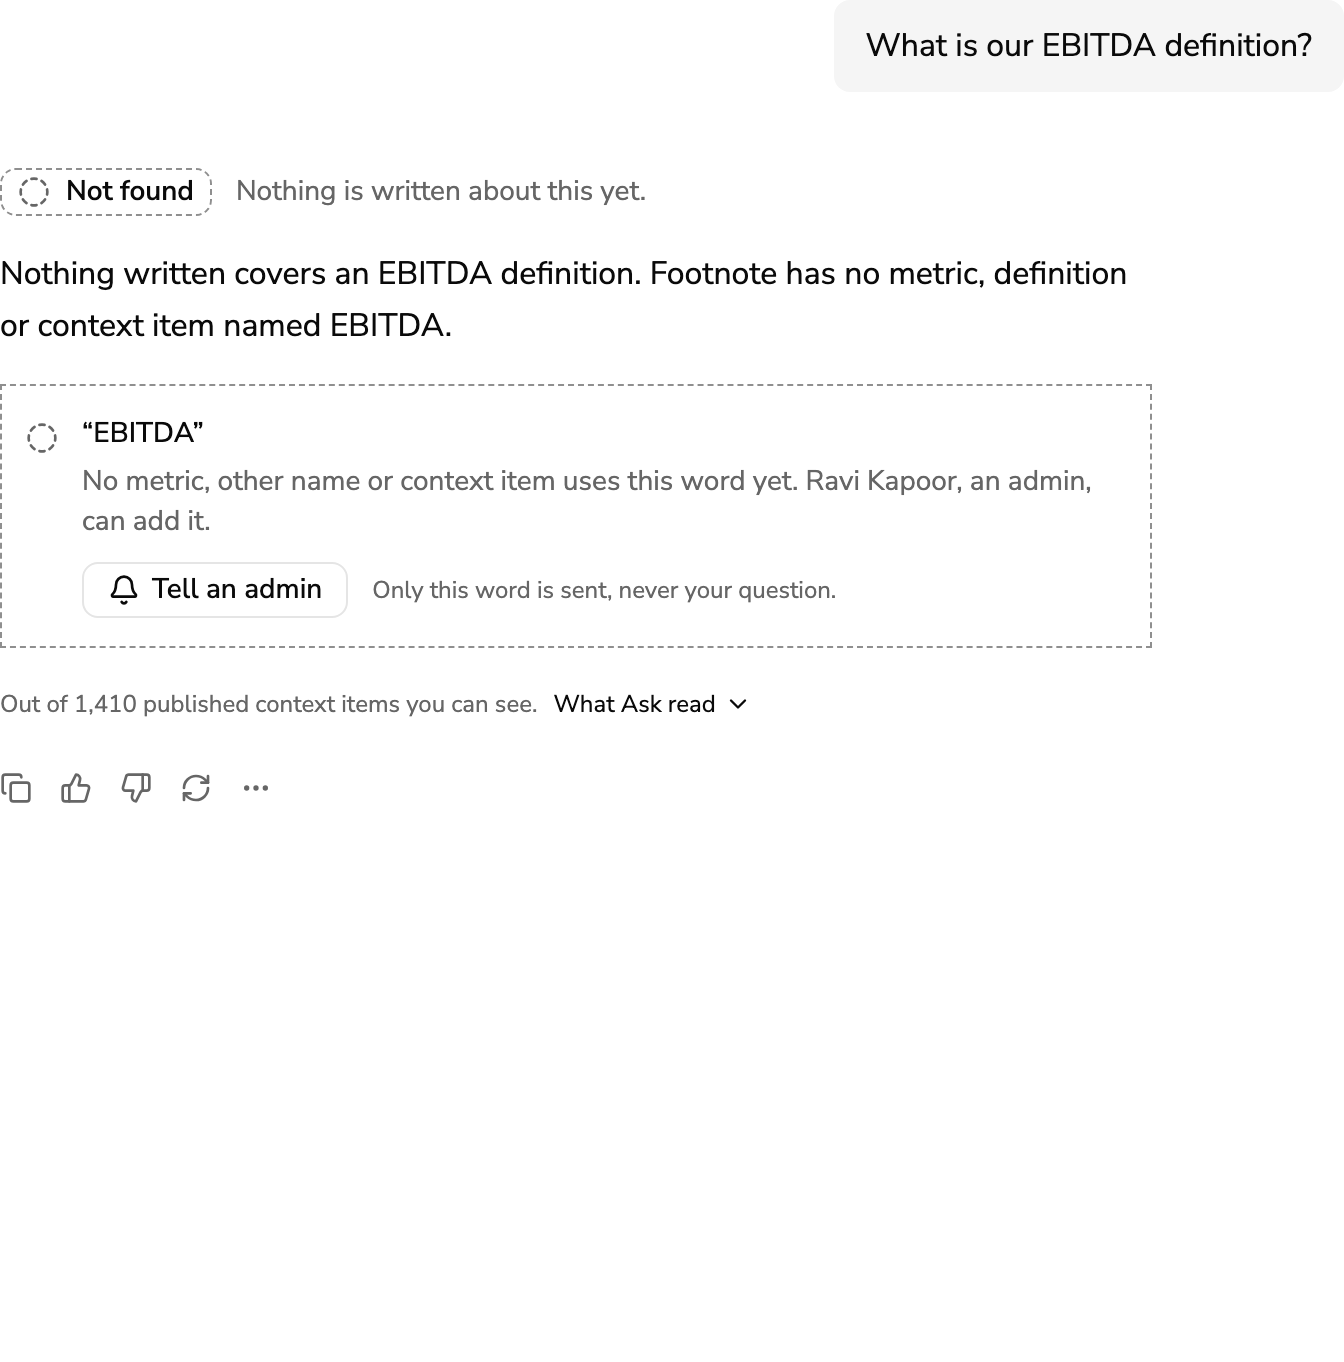 What is our EBITDA definition?
Not found
Nothing is written about this yet.
Nothing written covers an EBITDA definition. Footnote has no metric, definition
or context item named EBITDA.
“EBITDA”
No metric, other name or context item uses this word yet. Ravi Kapoor, an admin,
can add it.
Tell an admin
Only this word is sent, never your question.
Out of 1,410 published context items you can see.
What Ask read